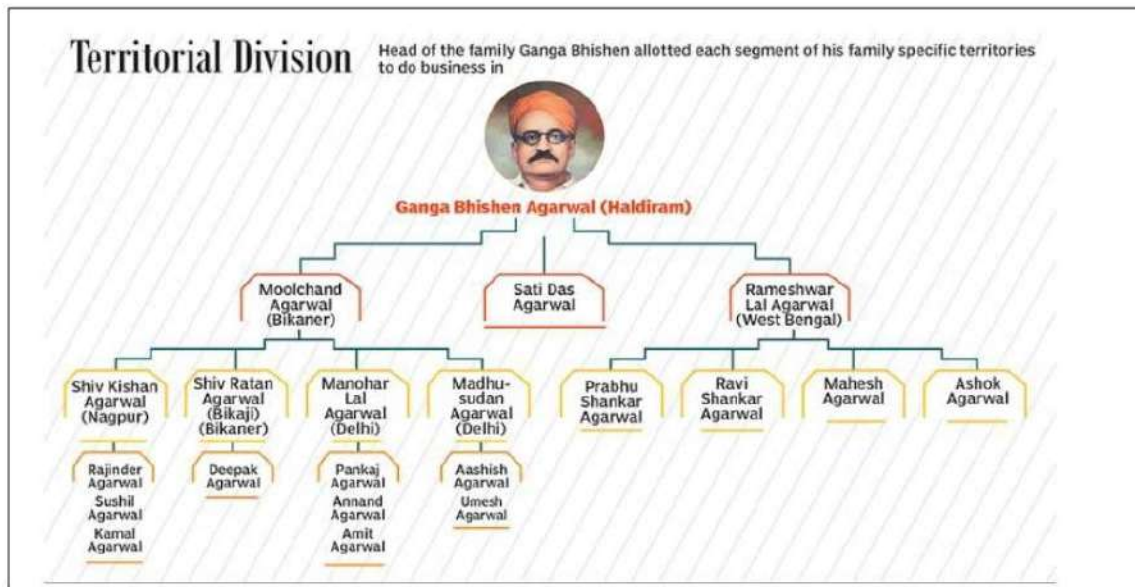 Territorial Division
Head of the family Ganga Bhishen allotted each segment of his family specific territories
to do business in
Ganga Bhishen Agarwal (Haldiram)
Moolchand
Agarwal
(Bikaner)
Sati Das
Agarwal
Rameshwar
Lal Agarwal
(West Bengal)
Shiv Kishan
Agarwal
(Nagpur)
Shiv Ratan
Agarwal
(Bikaji)
(Bikaner)
Manohar
Lal
Agarwal
(Delhi)
Madhu-
sudan
Agarwal
(Delhi)
Prabhu
Shankar
Agarwal
Ravi
Shankar
Agarwal
Mahesh
Agarwal
Ashok
Agarwal
Rajinder
Agarwal
Sushil
Agarwal
Kamal
Agarwal
Deepak
Agarwal
Pankaj
Agarwal
Annand
Agarwal
Amit
Agarwal
Aashish
Agarwal
Umesh
Agarwal